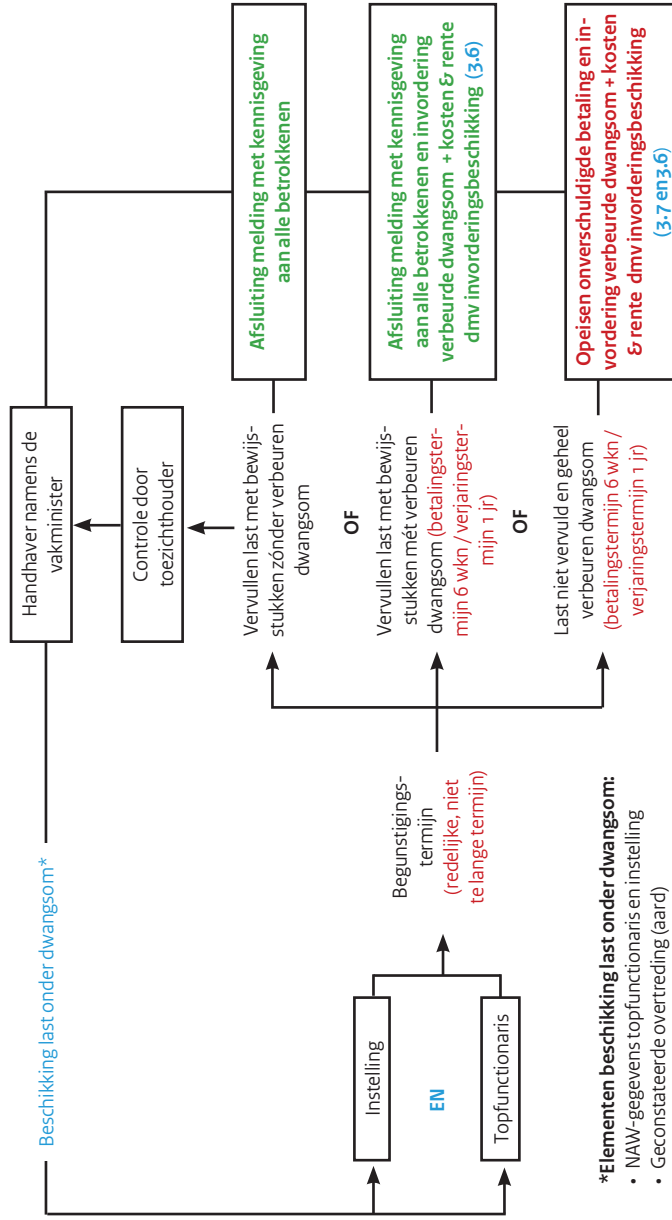 Beschikking last onder dwangsom*
Handhaver namens de
vakminister
Controle door
toezichthouder
Instelling
EN
Topfunctionaris
Begunstigings-
termijn
(redelijke, niet
te lange termijn)
Vervullen last met bewijs-
stukken zónder verbeuren
dwangsom
OF
Vervullen last met bewijs-
stukken mét verbeuren
dwangsom (betalingster-
mijn 6 wkn / verjaringster-
mijn 1 jr)
OF
Last niet vervuld en geheel
verbeuren dwangsom
(betalingstermijn 6 wkn /
verjaringstermijn 1 jr)
Afsluiting melding met kennisgeving
aan alle betrokkenen
Afsluiting melding met kennisgeving
aan alle betrokkenen en invordering
verbeurde dwangsom + kosten & rente
dmv invorderingsbeschikking (3.6)
Opeisen onverschuldigde betaling en in-
vordering verbeurde dwangsom + kosten
& rente dmv invorderingsbeschikking
(3.7 en3.6)
*Elementen beschikking last onder dwangsom:
• NAW-gegevens topfunctionaris en instelling
• Geconstateerde overtreding (aard)